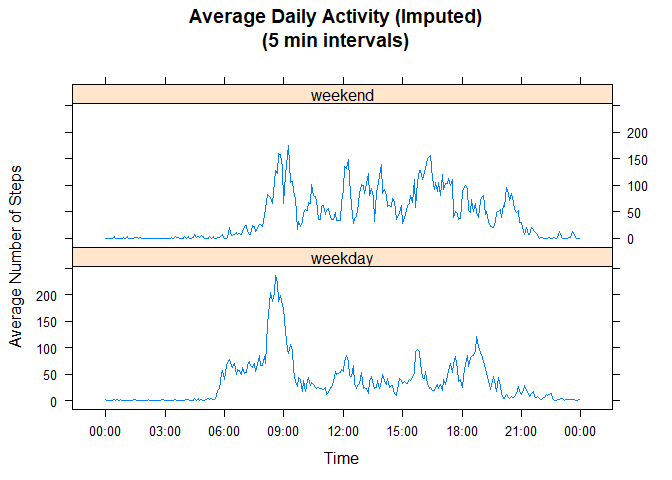 Average Daily Activity (Imputed)
(5 min intervals)
weekend
200
150
100
50
0
weekday
200
150
100
50
0
Average Number of Steps
00:00 03:00 06:00 09:00 12:00 15:00 18:00 21:00 00:00
Time